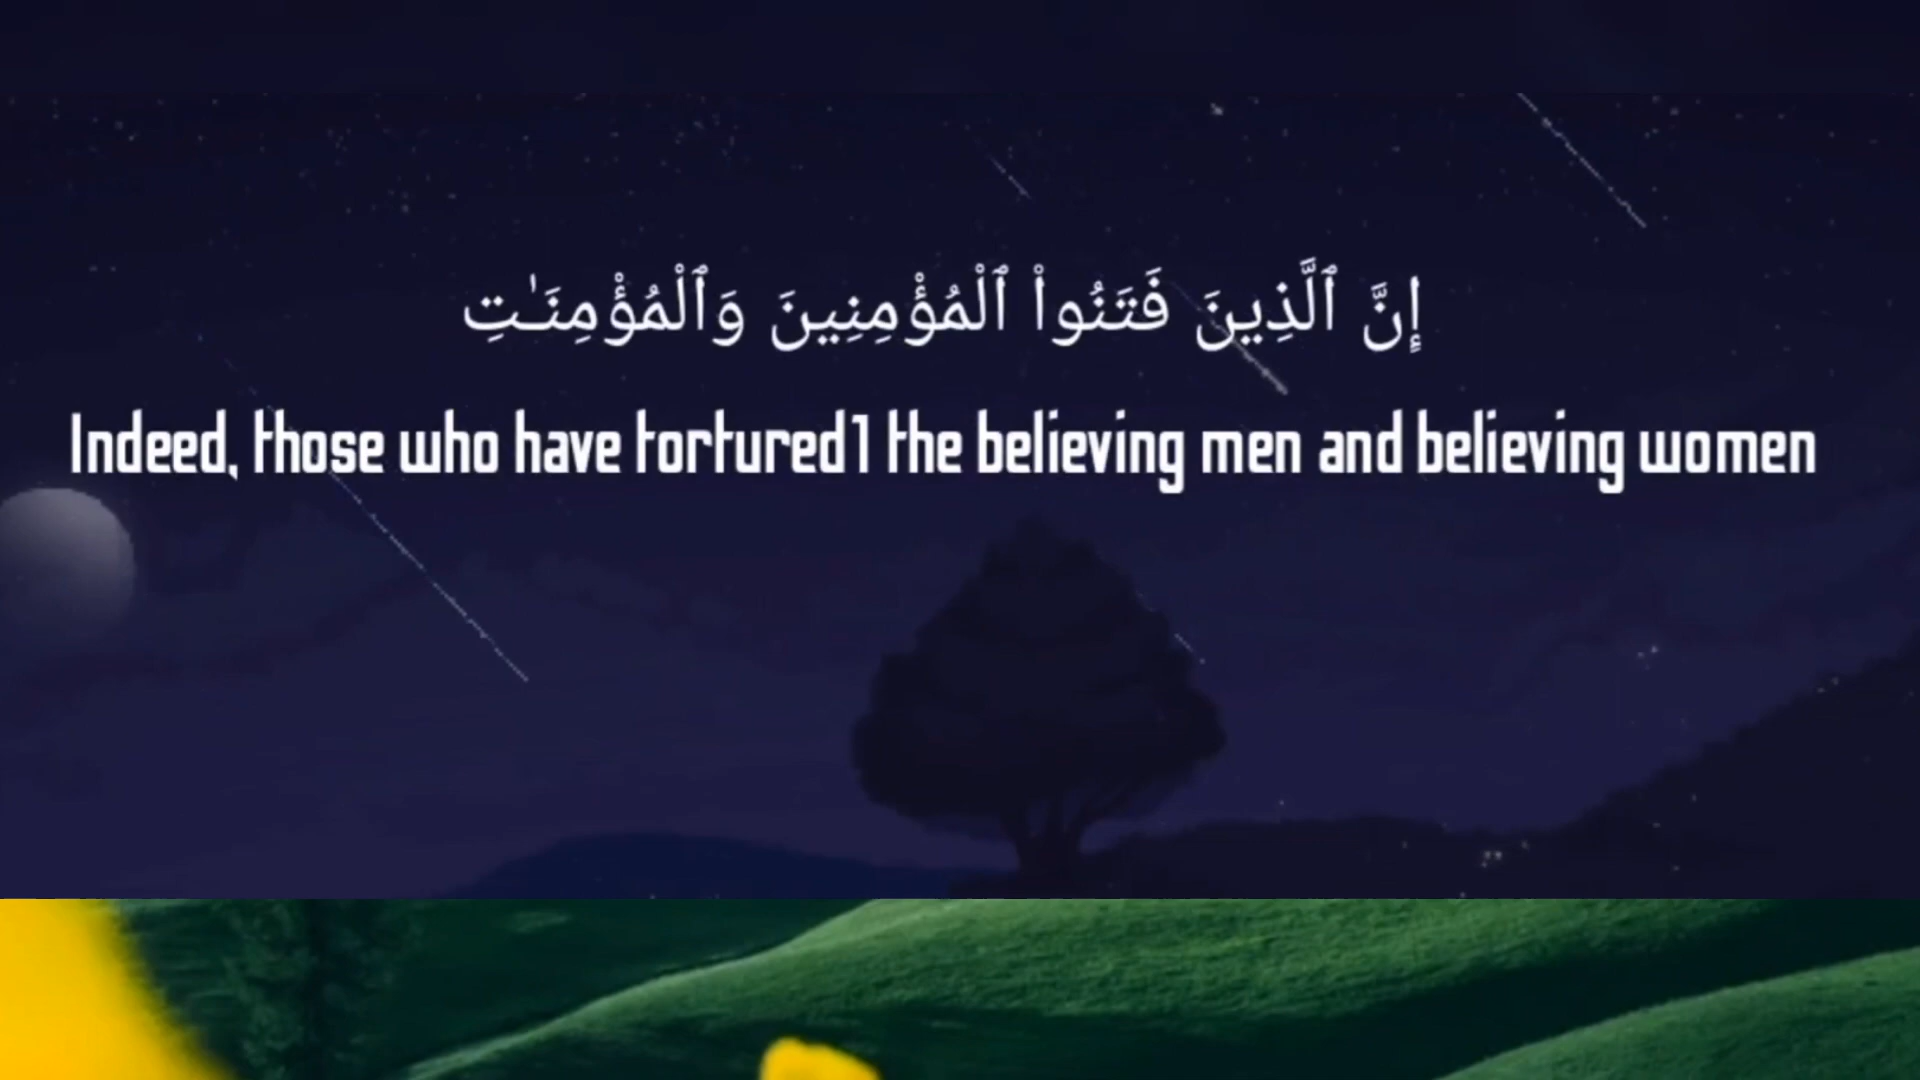 إِنَّ ٱلَّذِينَ فَتَنُوا۟ ٱلْمُؤْمِنِينَ وَٱلْمُؤْمِنَـٰتِ
Indeed, those who have tortured1 the believing men and believing women